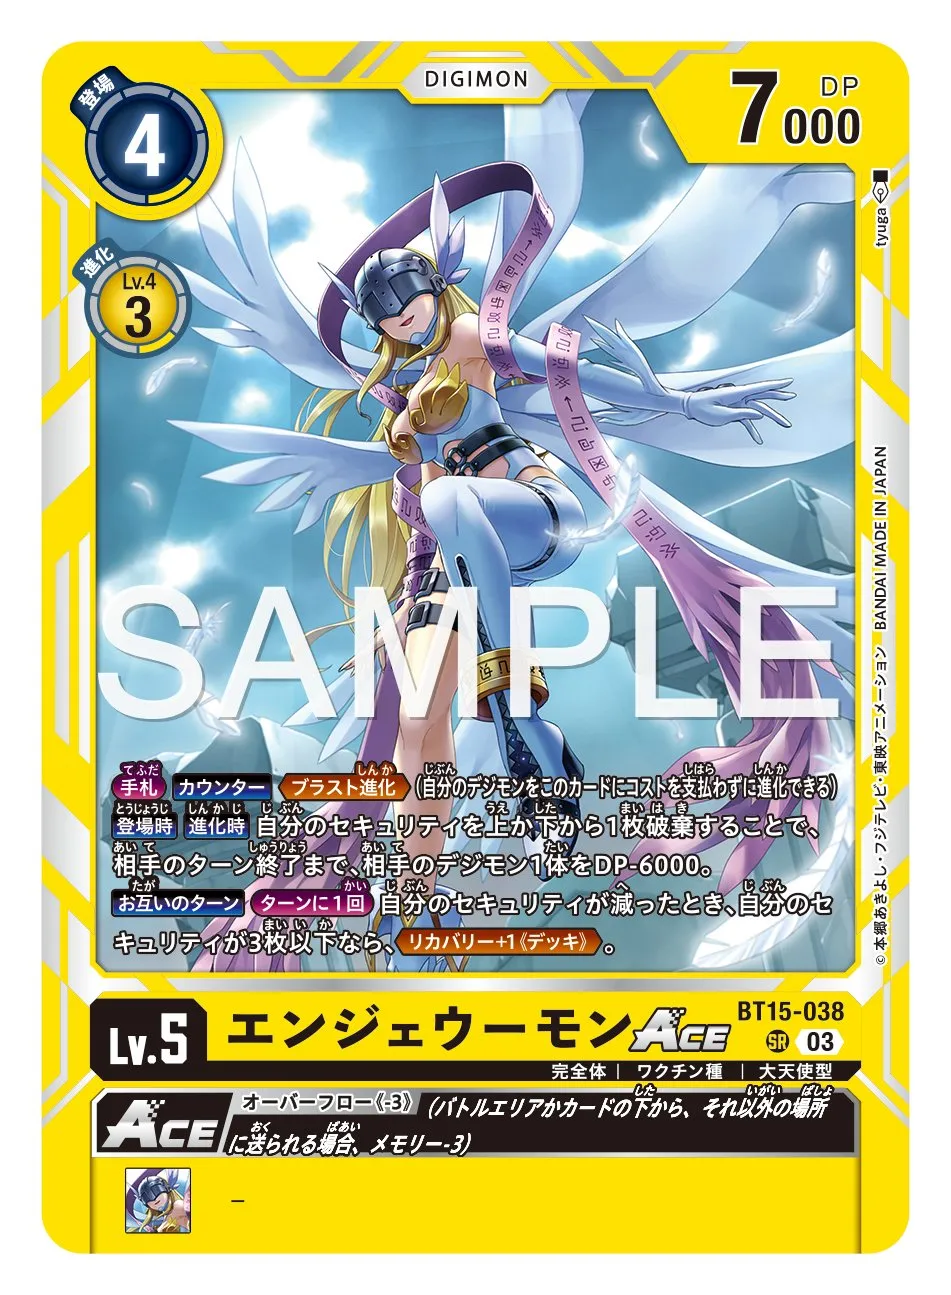 DIGIMON
登場
4
7000
DP
進化
Lv.4
3
tyuga
SAMPLE
手札 カウンター ブラスト進化 (自分のデジモンをこのカードにコストを支払わずに進化できる)
登場時 進化時 自分のセキュリティを上か下から1枚破棄することで、
相手のターン終了まで、相手のデジモン1体をDP-6000。
お互いのターン ターンに1回 自分のセキュリティが減ったとき、自分のセ
キュリティが3枚以下なら、リカバリー+1《デッキ》。
©本郷あきよし・フジテレビ・東映アニメーション BANDAI MADE IN JAPAN
Lv.5
エンジェウーモン ACE
BT15-038
SR 03
完全体 | ワクチン種 | 大天使型
ACE
オーバーフロー《-3》 (バトルエリアかカードの下から、それ以外の場所
に送られる場合、メモリー-3)
–